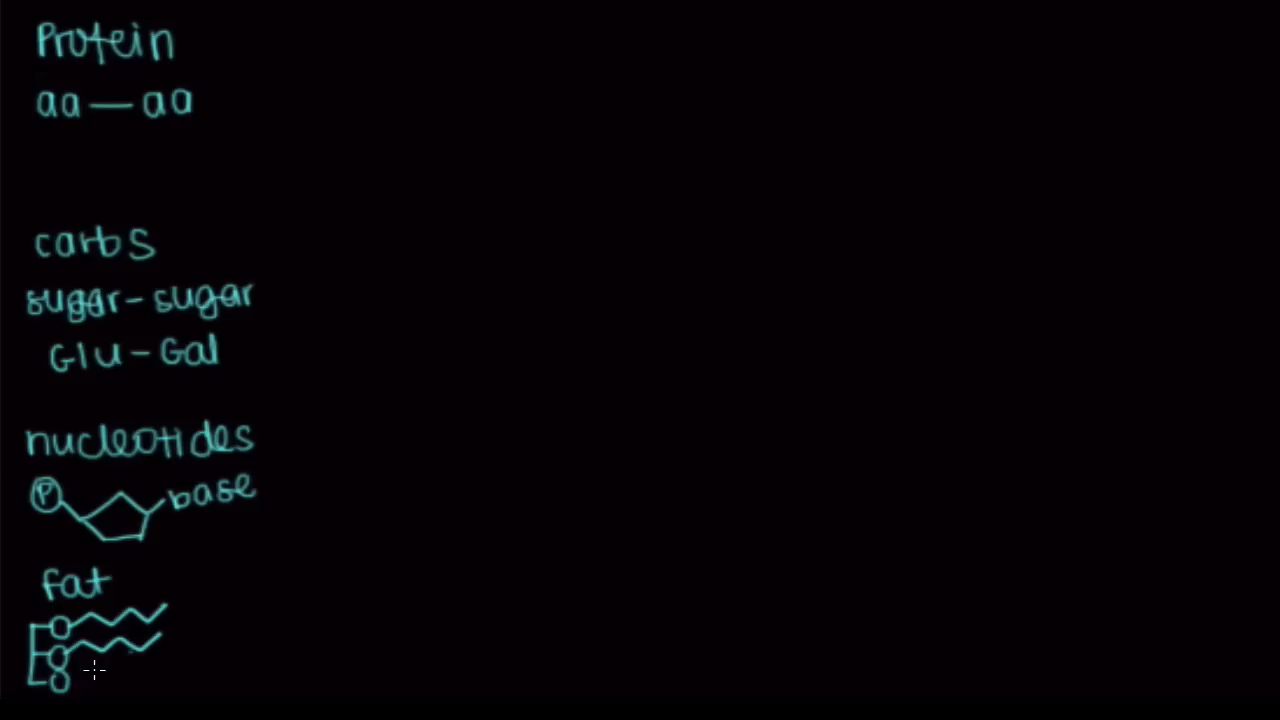 Protein
aa — aa
carbs
sugar - sugar
Glu - Gal
nucleotides
P base
fat
O
O
O